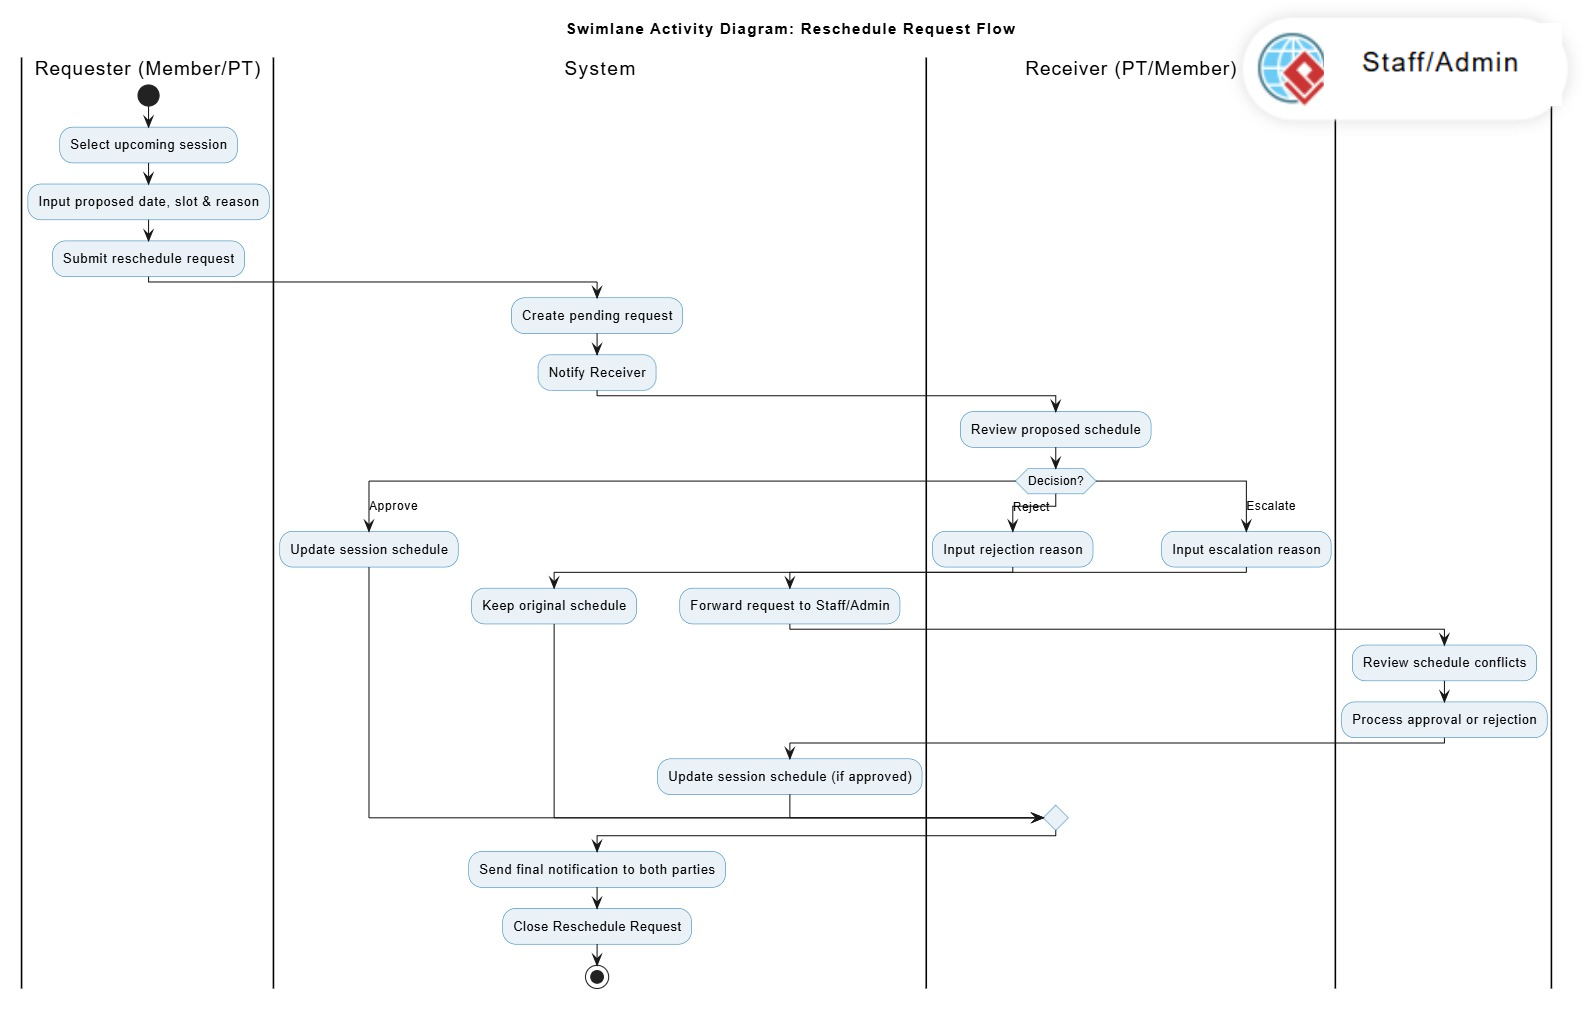 Swimlane Activity Diagram: Reschedule Request Flow
Requester (Member/PT)
System
Receiver (PT/Member)
Staff/Admin
Select upcoming session
Input proposed date, slot & reason
Submit reschedule request
Create pending request
Notify Receiver
Review proposed schedule
Decision?
Approve
Reject
Escalate
Update session schedule
Input rejection reason
Input escalation reason
Keep original schedule
Forward request to Staff/Admin
Review schedule conflicts
Process approval or rejection
Update session schedule (if approved)
Send final notification to both parties
Close Reschedule Request